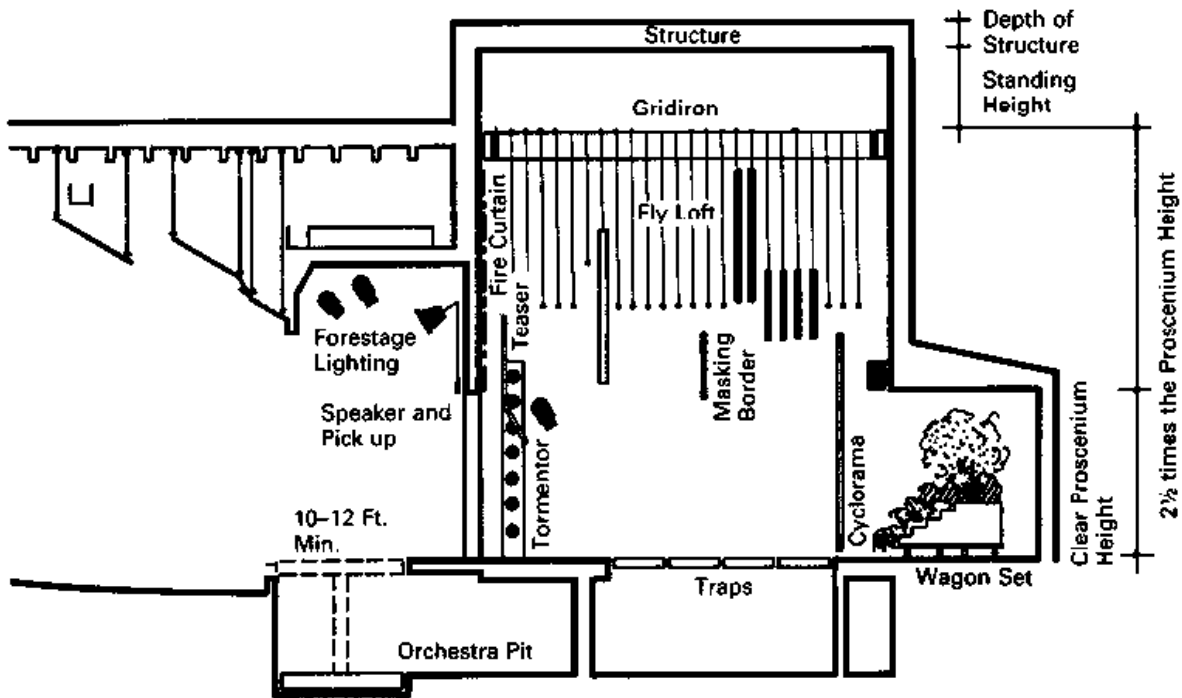 Depth of
Structure
Structure
Standing
Height
Gridiron
Fly Loft
Fire Curtain
Teaser
Forestage
Lighting
Masking
Border
Speaker and
Pick up
Tormentor
Cyclorama
Clear Proscenium
Height
2½ times the Proscenium Height
10–12 Ft.
Min.
Traps
Wagon Set
Orchestra Pit